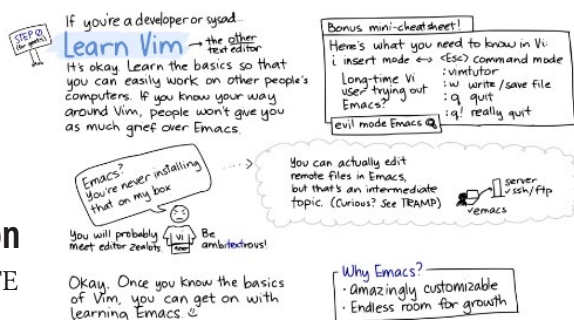 STEP 0
(for geeks)
If you're a developer or sysad...
Learn Vim → the other
text editor
It's okay. Learn the basics so that
you can easily work on other people's
computers. If you know your way
around Vim, people won't give you
as much grief over Emacs.
Bonus mini-cheatsheet!
Here's what you need to know in Vi:
i insert mode ↔ <Esc> command mode
Long-time Vi
user trying out
Emacs?
:vimtutor
:w write/save file
:q quit
:q! really quit
evil mode Emacs
Emacs?
You're never installing
that on my box
You will probably
meet editor zealots.
vi
Be
ambitextrous!
You can actually edit
remote files in Emacs,
but that's an intermediate
topic. (Curious? See TRAMP)
server
ssh/ftp
emacs
on
TE
Okay. Once you know the basics
of Vim, you can get on with
learning Emacs
Why Emacs?
· Amazingly customizable
· Endless room for growth